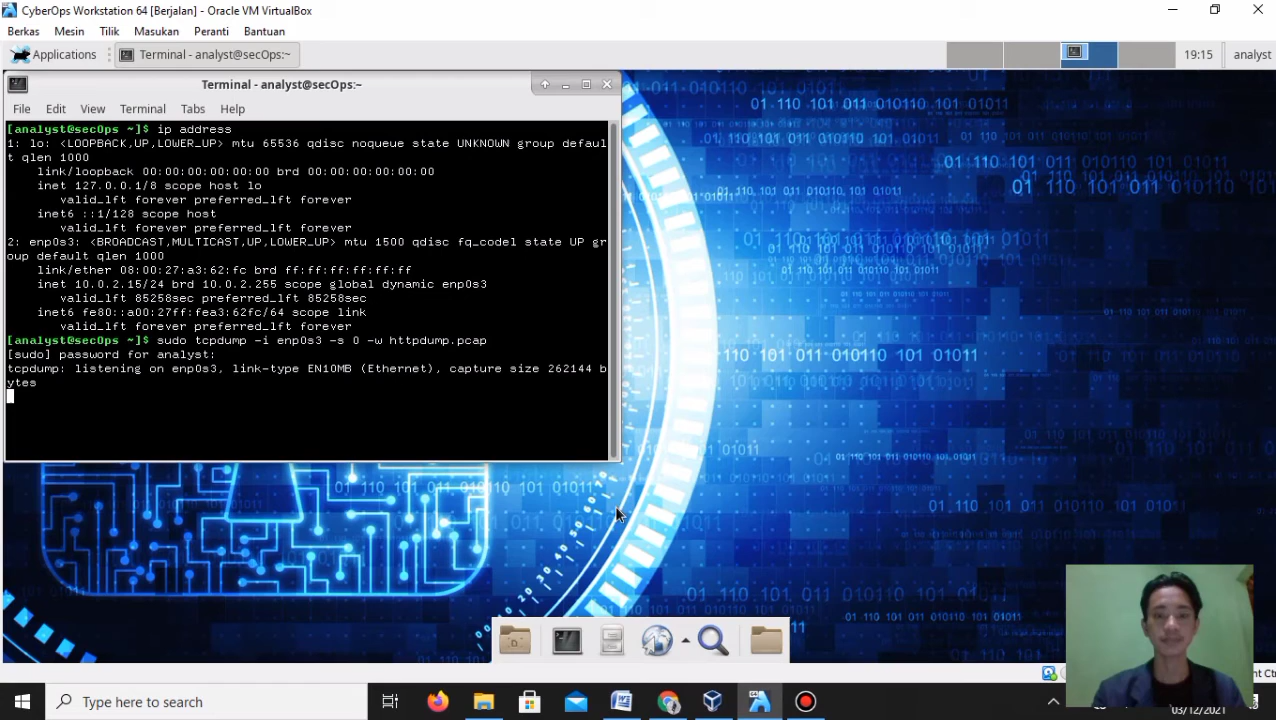 CyberOps Workstation 64 [Berjalan] - Oracle VM VirtualBox
Berkas Mesin Tilik Masukan Peranti Bantuan
Applications Terminal - analyst@secOps:~ 19:15 analyst
Terminal - analyst@secOps:~
File Edit View Terminal Tabs Help
[analyst@secOps ~]$ ip address
1: lo: <LOOPBACK,UP,LOWER_UP> mtu 65536 qdisc noqueue state UNKNOWN group defaul
t qlen 1000
link/loopback 00:00:00:00:00:00 brd 00:00:00:00:00:00
inet 127.0.0.1/8 scope host lo
valid_lft forever preferred_lft forever
inet6 ::1/128 scope host
valid_lft forever preferred_lft forever
2: enp0s3: <BROADCAST,MULTICAST,UP,LOWER_UP> mtu 1500 qdisc fq_codel state UP gr
oup default qlen 1000
link/ether 08:00:27:a3:62:fc brd ff:ff:ff:ff:ff:ff
inet 10.0.2.15/24 brd 10.0.2.255 scope global dynamic enp0s3
valid_lft 85258sec preferred_lft 85258sec
inet6 fe80::a00:27ff:fea3:62fc/64 scope link
valid_lft forever preferred_lft forever
[analyst@secOps ~]$ sudo tcpdump -i enp0s3 -s 0 -w httpdump.pcap
[sudo] password for analyst:
tcpdump: listening on enp0s3, link-type EN10MB (Ethernet), capture size 262144 b
ytes
Type here to search
03/12/2021